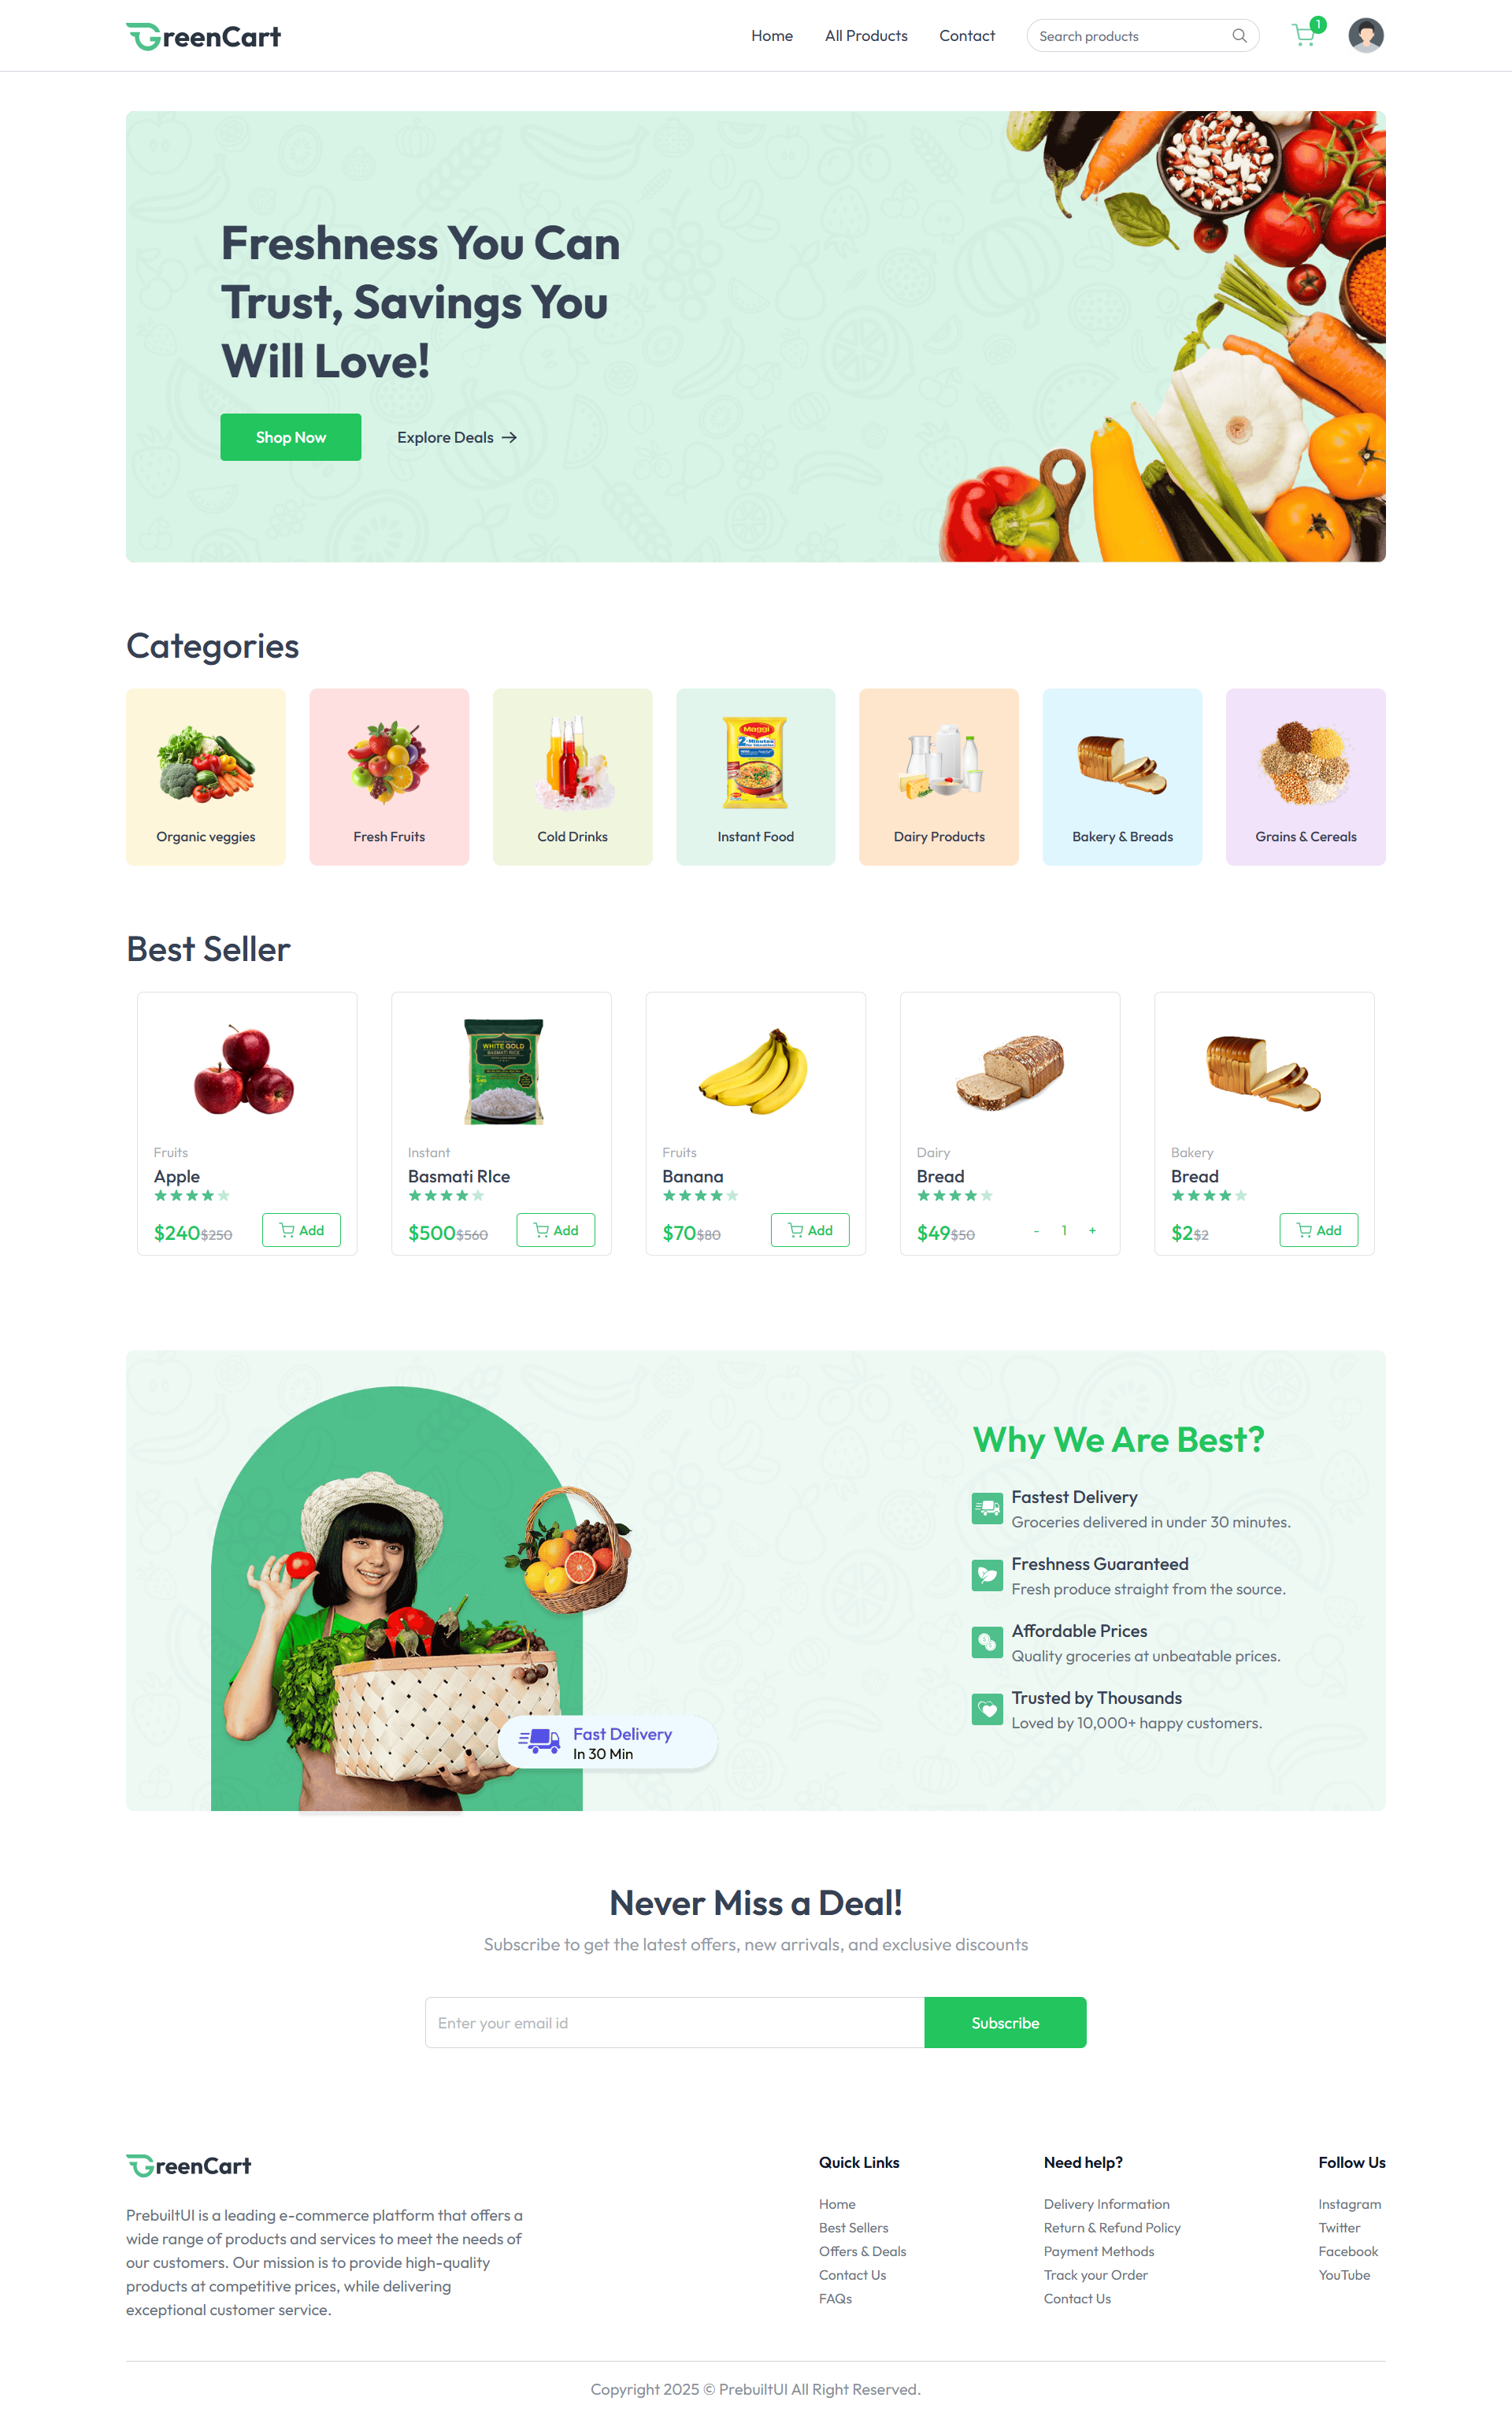 GreenCart
Home
All Products
Contact
Search products
1
Freshness You Can
Trust, Savings You
Will Love!
Shop Now
Explore Deals →
Categories
Maggi
2-Minutes
Organic veggies
Fresh Fruits
Cold Drinks
Instant Food
Dairy Products
Bakery & Breads
Grains & Cereals
Best Seller
WHITE GOLD
BASMATI RICE
Fruits
Apple
$240 $250
Add
Instant
Basmati RIce
$500 $560
Add
Fruits
Banana
$70 $80
Add
Dairy
Bread
$49 $50
- 1 +
Bakery
Bread
$2 $2
Add
Why We Are Best?
Fastest Delivery
Groceries delivered in under 30 minutes.
Freshness Guaranteed
Fresh produce straight from the source.
Affordable Prices
Quality groceries at unbeatable prices.
Trusted by Thousands
Loved by 10,000+ happy customers.
Fast Delivery
In 30 Min
Never Miss a Deal!
Subscribe to get the latest offers, new arrivals, and exclusive discounts
Enter your email id
Subscribe
GreenCart
PrebuiltUI is a leading e-commerce platform that offers a
wide range of products and services to meet the needs of
our customers. Our mission is to provide high-quality
products at competitive prices, while delivering
exceptional customer service.
Quick Links
Home
Best Sellers
Offers & Deals
Contact Us
FAQs
Need help?
Delivery Information
Return & Refund Policy
Payment Methods
Track your Order
Contact Us
Follow Us
Instagram
Twitter
Facebook
YouTube
Copyright 2025 © PrebuiltUI All Right Reserved.